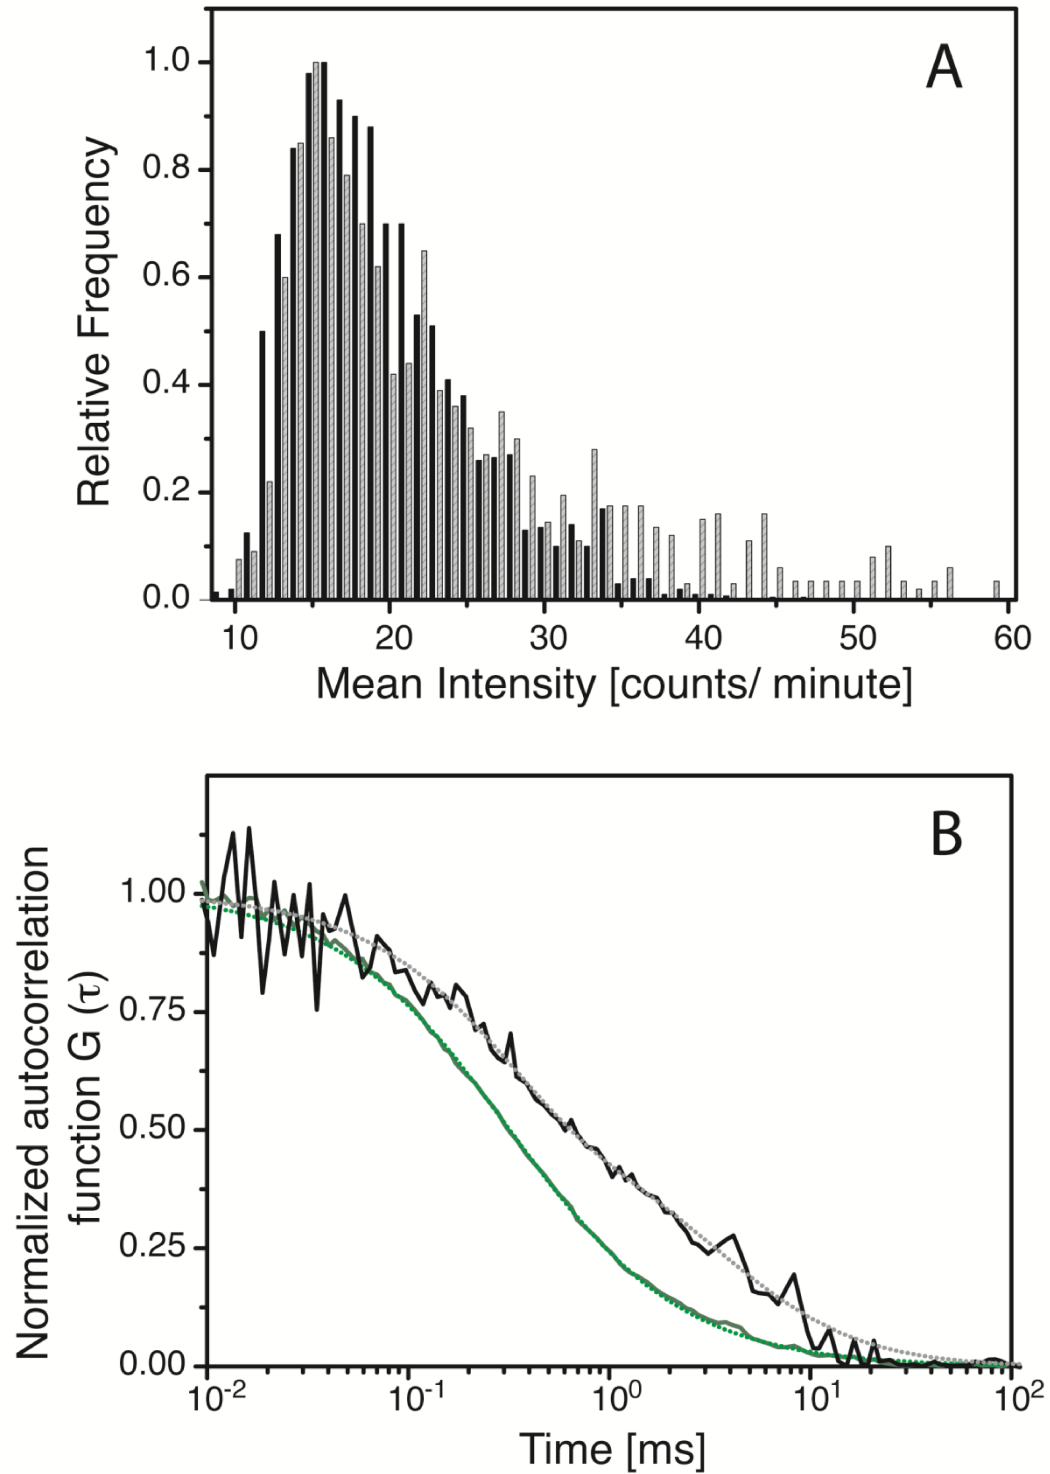 A
1.0
0.8
0.6
0.4
0.2
0.0
Relative Frequency
10 20 30 40 50 60
Mean Intensity [counts/ minute]
B
1.00
0.75
0.50
0.25
0.00
Normalized autocorrelation
function G (τ)
10⁻² 10⁻¹ 10⁰ 10¹ 10²
Time [ms]